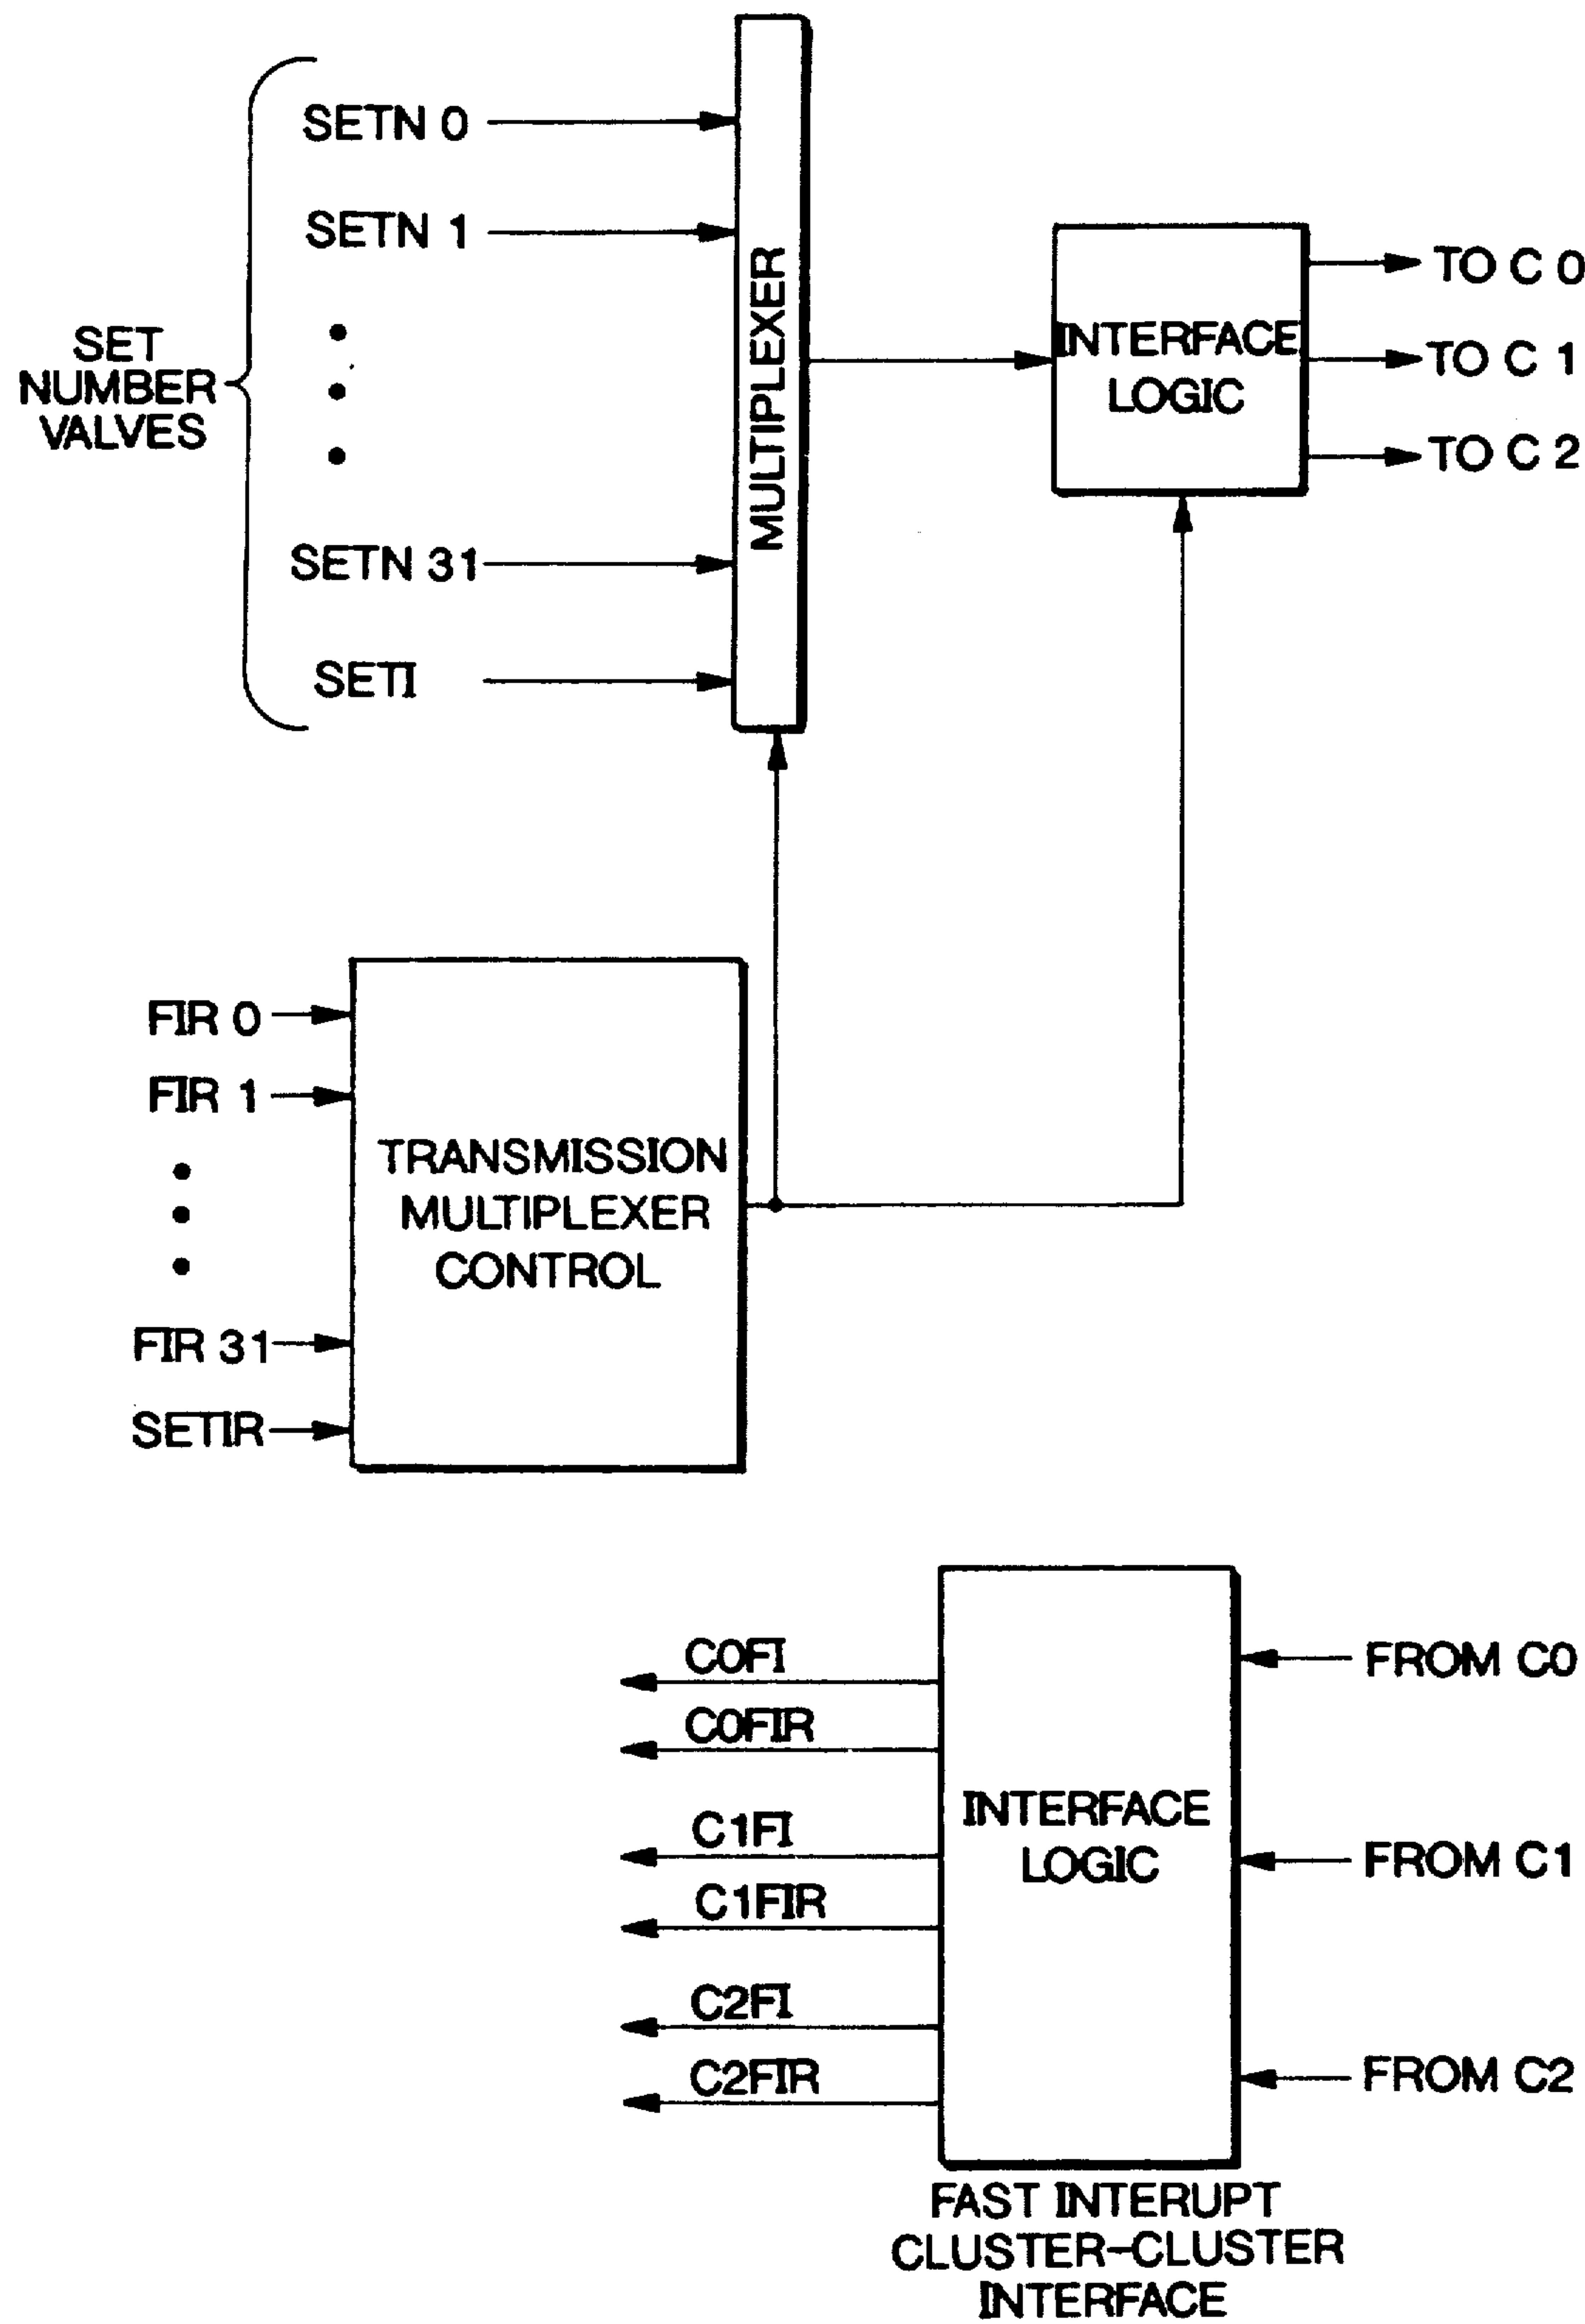 SETN 0
SETN 1
SET
NUMBER
VALVES
SETN 31
SETI
MULTIPLEXER
INTERFACE
LOGIC
TO C 0
TO C 1
TO C 2
FIR 0
FIR 1
FIR 31
SETIR
TRANSMISSION
MULTIPLEXER
CONTROL
C0FI
C0FIR
C1FI
C1FIR
C2FI
C2FIR
INTERFACE
LOGIC
FROM C0
FROM C1
FROM C2
FAST INTERUPT
CLUSTER-CLUSTER
INTERFACE